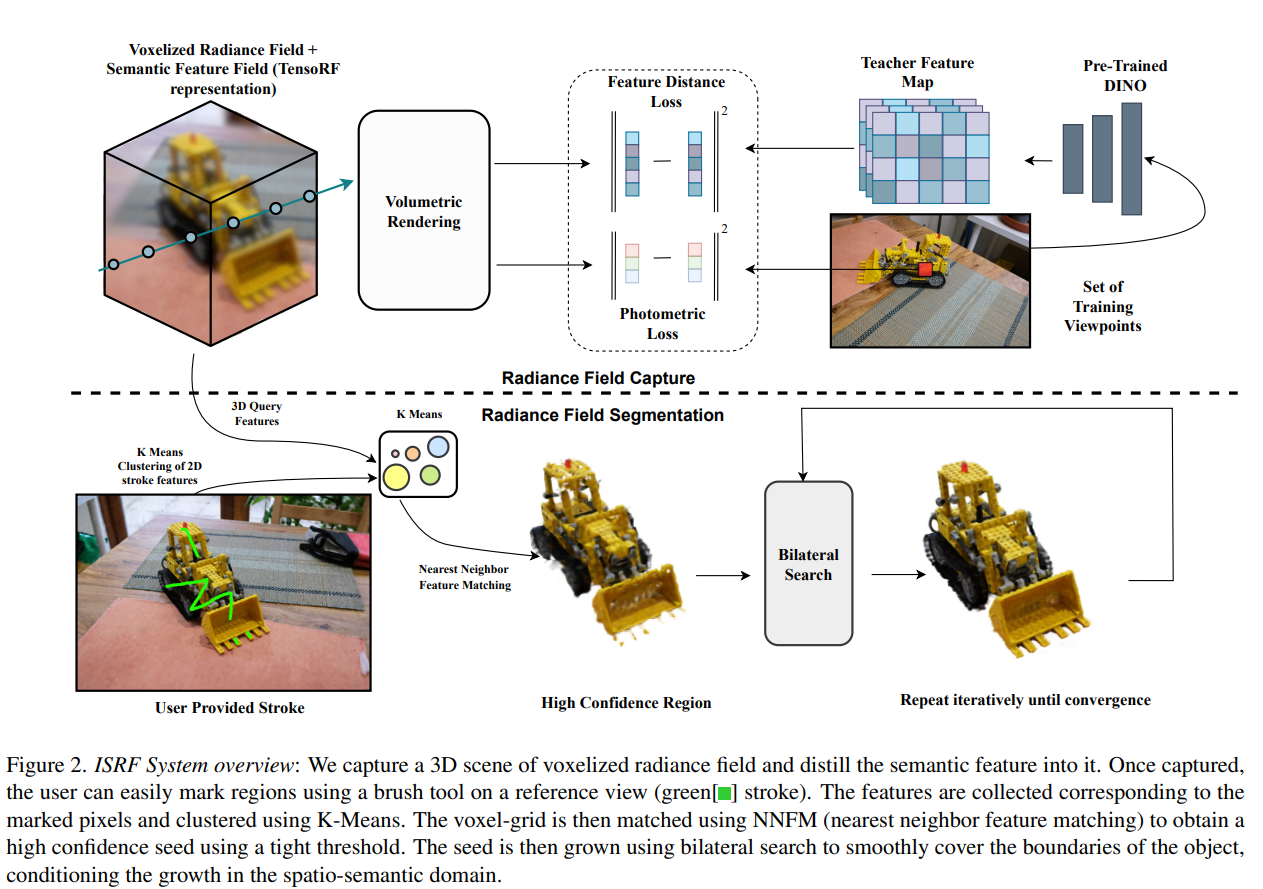 Voxelized Radiance Field +
Semantic Feature Field (TensoRF
representation)
Volumetric
Rendering
Feature Distance
Loss
2
2
Photometric
Loss
Teacher Feature
Map
Pre-Trained
DINO
Set of
Training
Viewpoints
Radiance Field Capture
Radiance Field Segmentation
3D Query
Features
K Means
K Means
Clustering of 2D
stroke features
User Provided Stroke
Nearest Neighbor
Feature Matching
High Confidence Region
Bilateral
Search
Repeat iteratively until convergence
Figure 2. ISRF System overview: We capture a 3D scene of voxelized radiance field and distill the semantic feature into it. Once captured,
the user can easily mark regions using a brush tool on a reference view (green[■] stroke). The features are collected corresponding to the
marked pixels and clustered using K-Means. The voxel-grid is then matched using NNFM (nearest neighbor feature matching) to obtain a
high confidence seed using a tight threshold. The seed is then grown using bilateral search to smoothly cover the boundaries of the object,
conditioning the growth in the spatio-semantic domain.